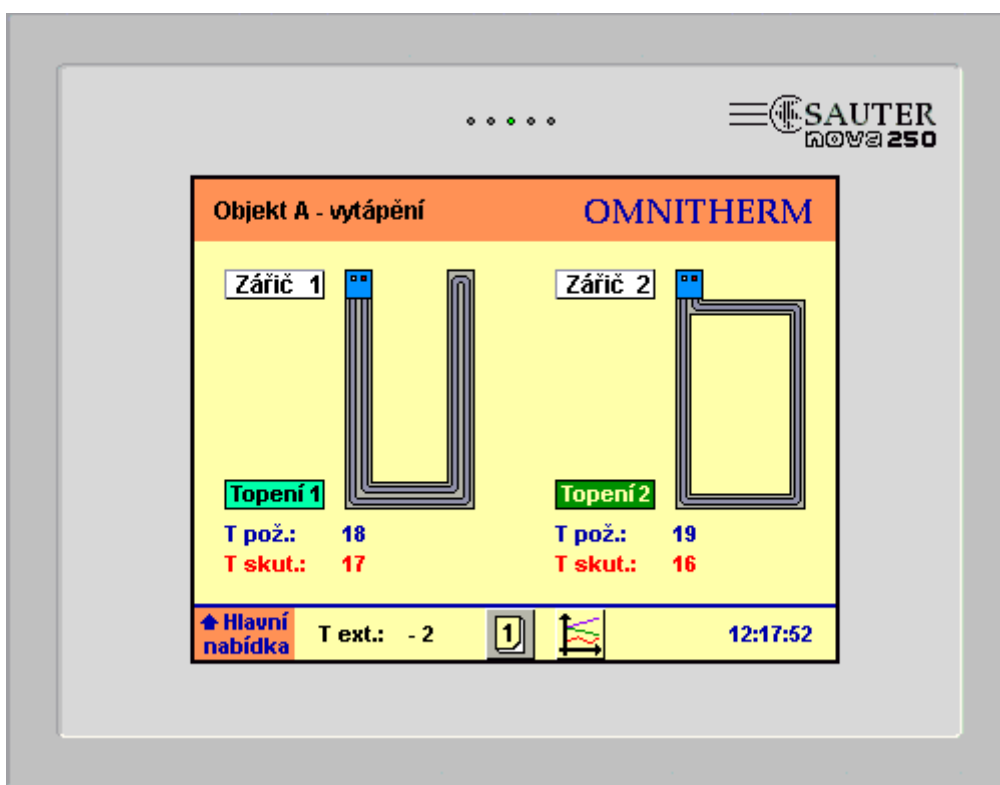 SAUTER
nova 250
Objekt A - vytápění OMNITHERM
Zářič 1 Zářič 2
Topení 1 Topení 2
T pož.: 18 T pož.: 19
T skut.: 17 T skut.: 16
Hlavní
nabídka T ext.: - 2 1 12:17:52